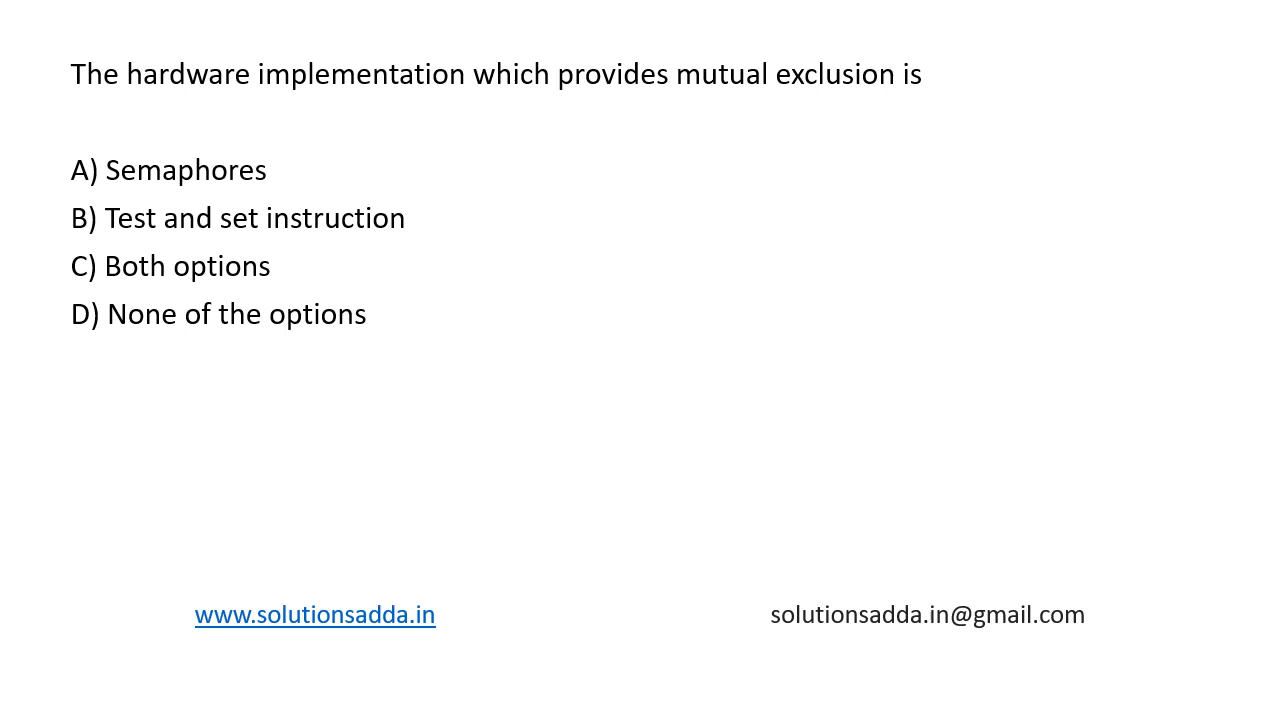 The hardware implementation which provides mutual exclusion is
A) Semaphores
B) Test and set instruction
C) Both options
D) None of the options
www.solutionsadda.in
solutionsadda.in@gmail.com